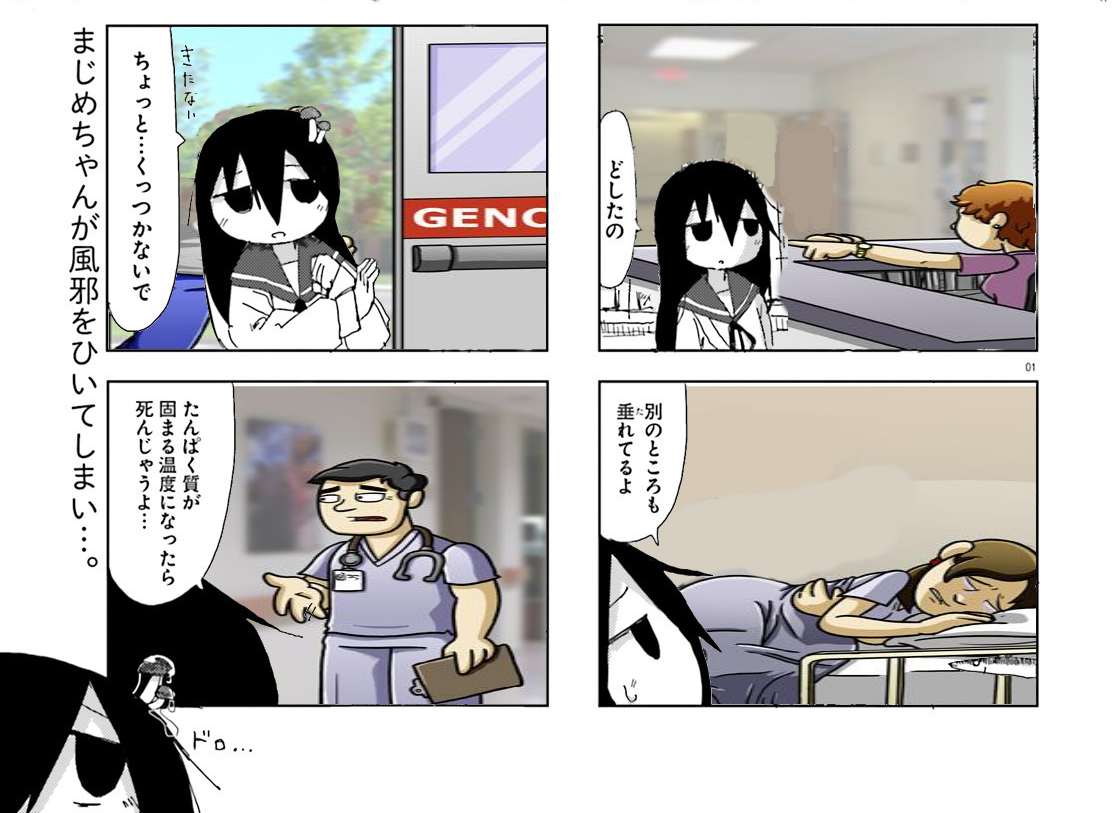 どしたの
01
別のところも
垂れてるよ
た
まじめちゃんが風邪をひいてしまい…。
きたない
ちょっと…くっつかないで
GENC
たんぱく質が
固まる温度になったら
死んじゃうよ…
ドロ…